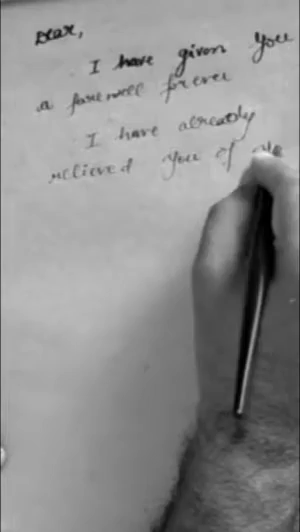 Dear,
I have given you
a farewell forever
I have already
relieved you of